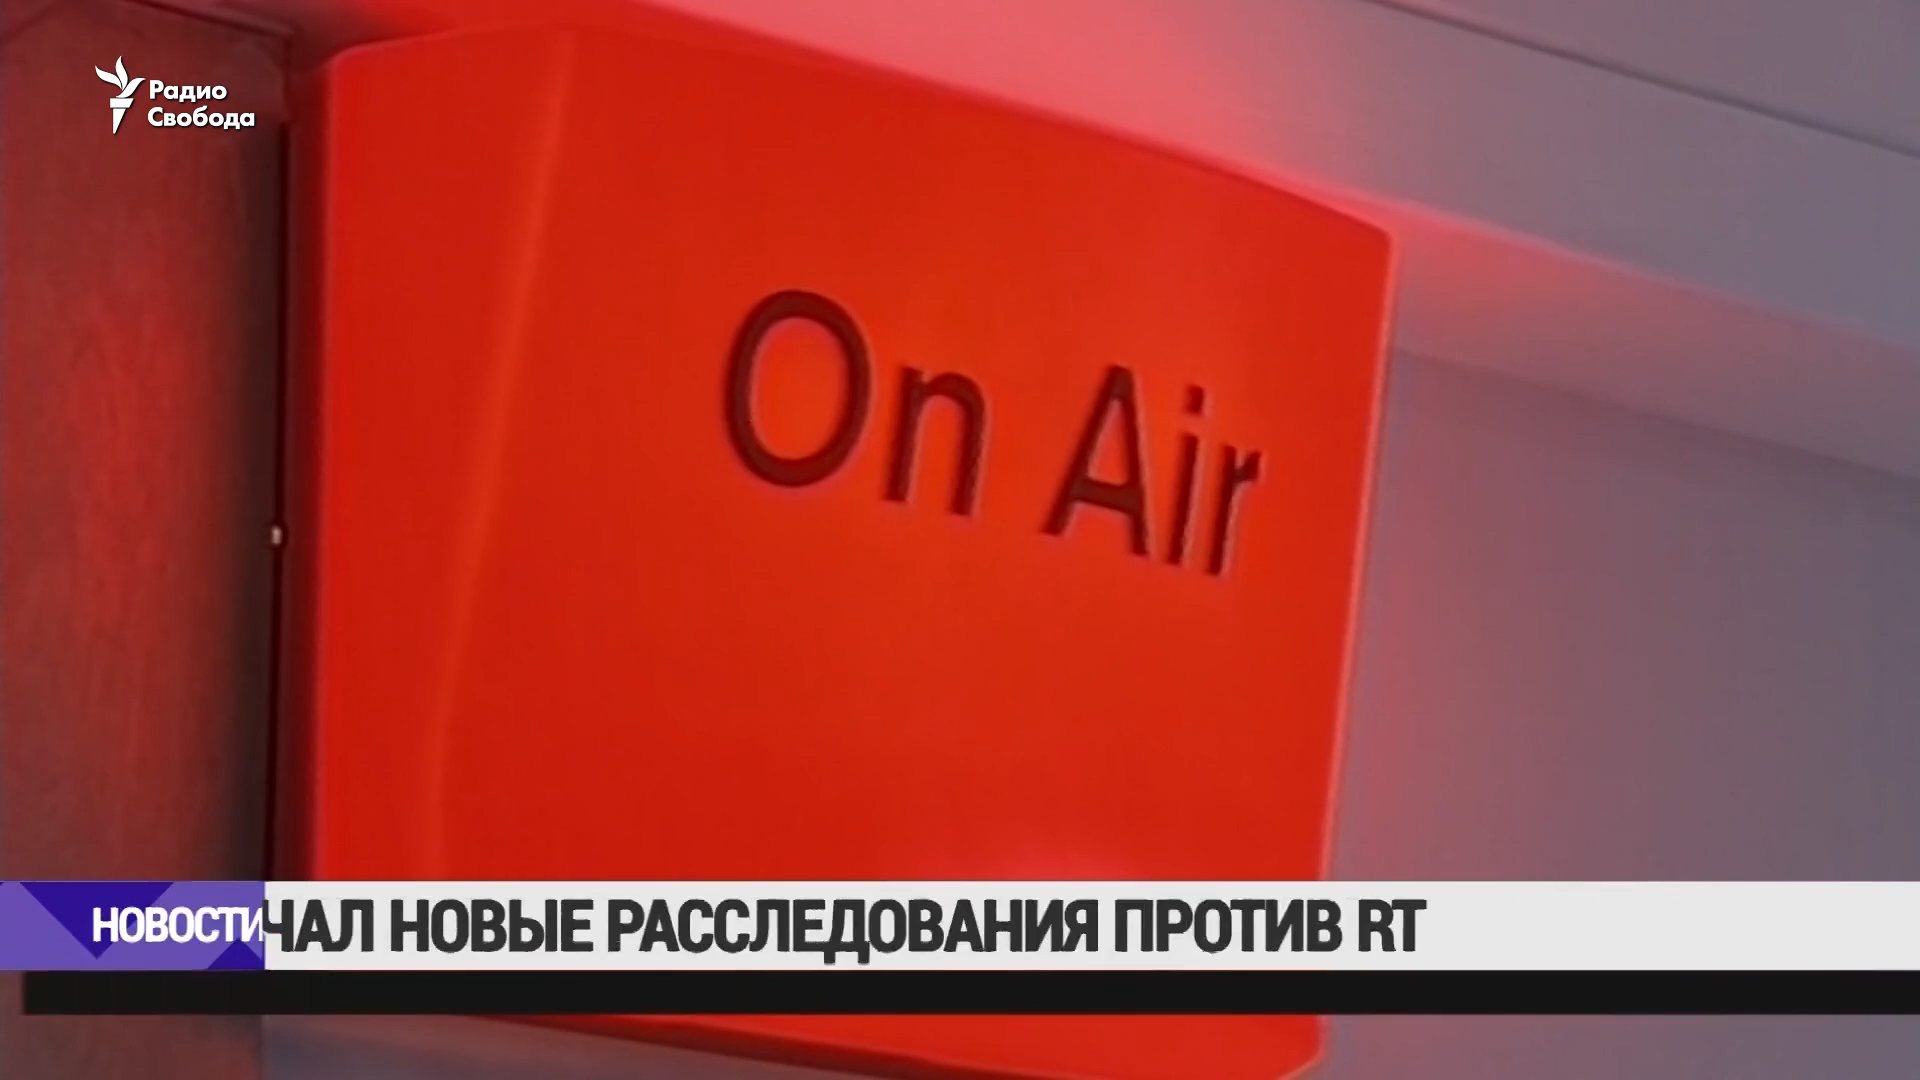 Радио
Свобода
On Air
НОВОСТИ
ЧАЛ НОВЫЕ РАССЛЕДОВАНИЯ ПРОТИВ RT